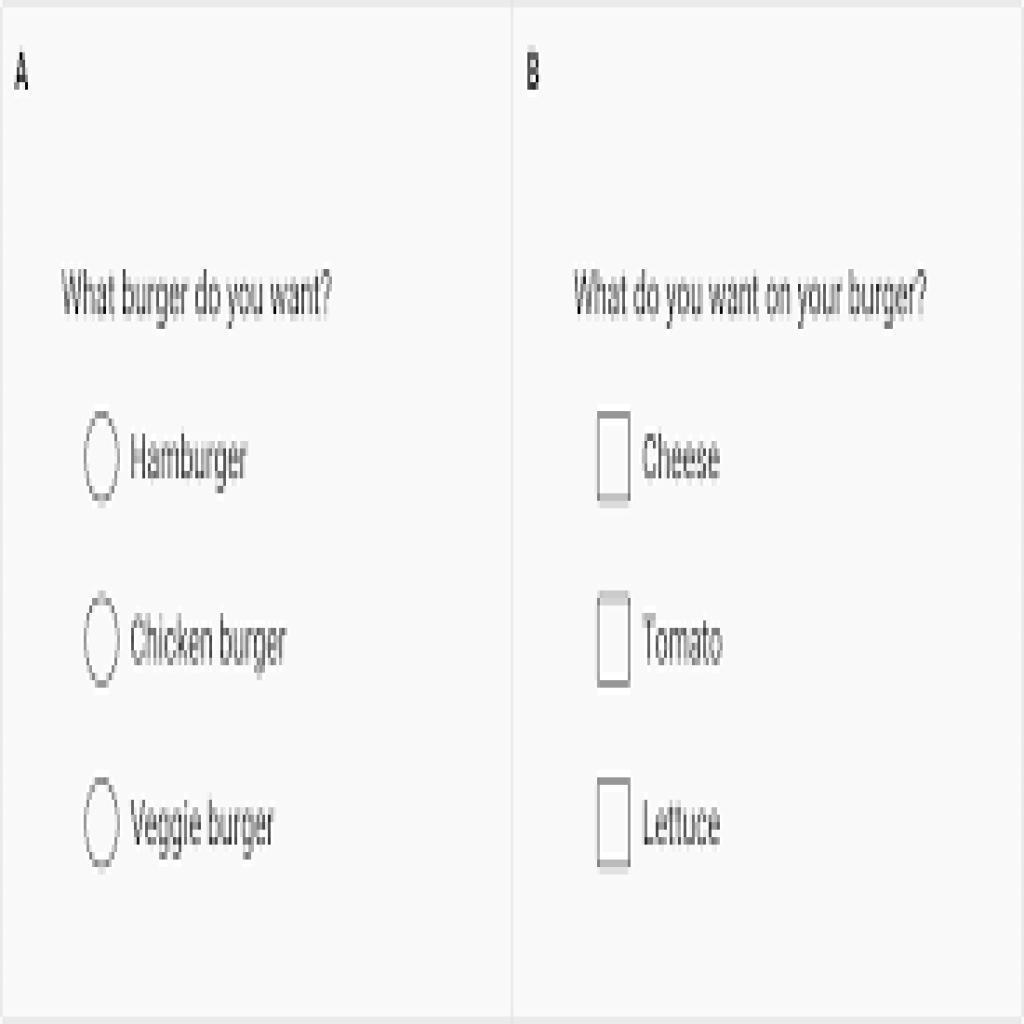 A
What burger do you want?
Hamburger
Chicken burger
Veggie burger
B
What do you want on your burger?
Cheese
Tomato
Lettuce